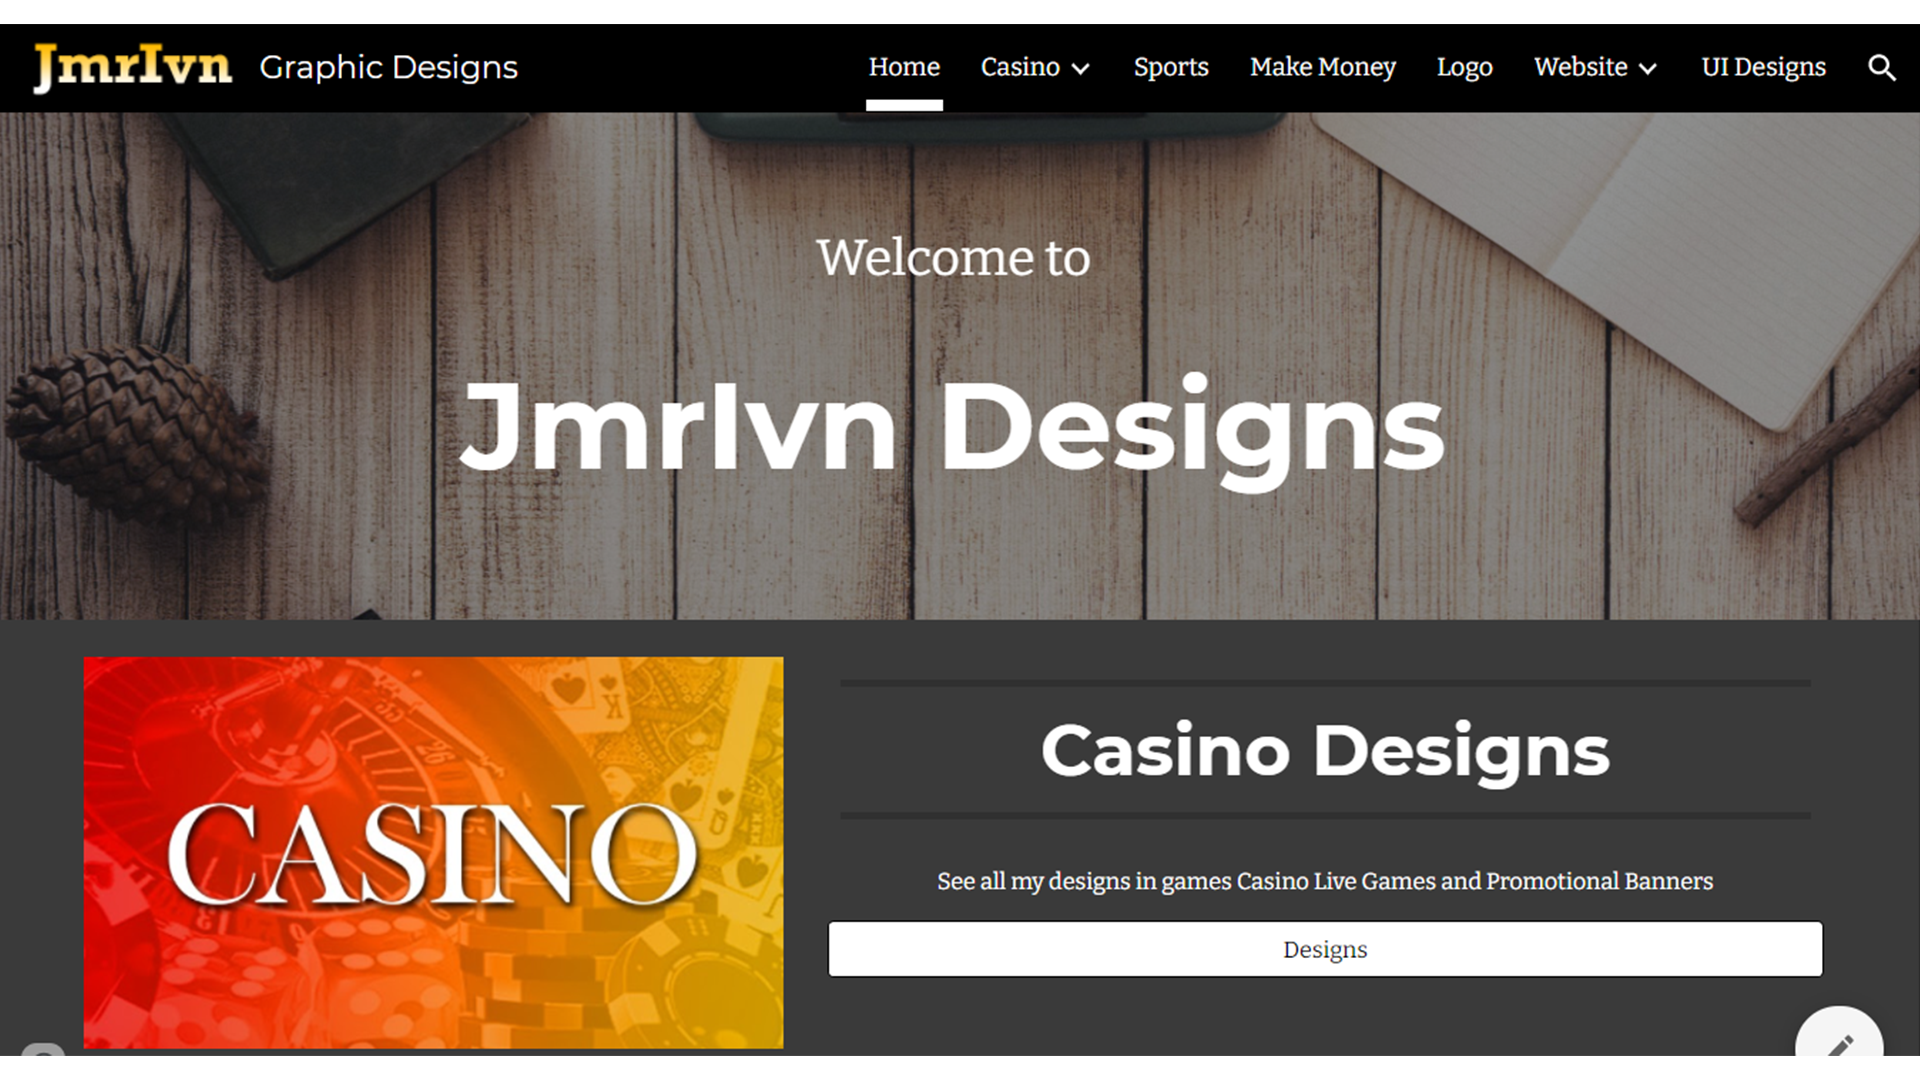 JmrIvn Graphic Designs Home Casino Sports Make Money Logo Website UI Designs
Welcome to
JmrIvn Designs
CASINO
Casino Designs
See all my designs in games Casino Live Games and Promotional Banners
Designs